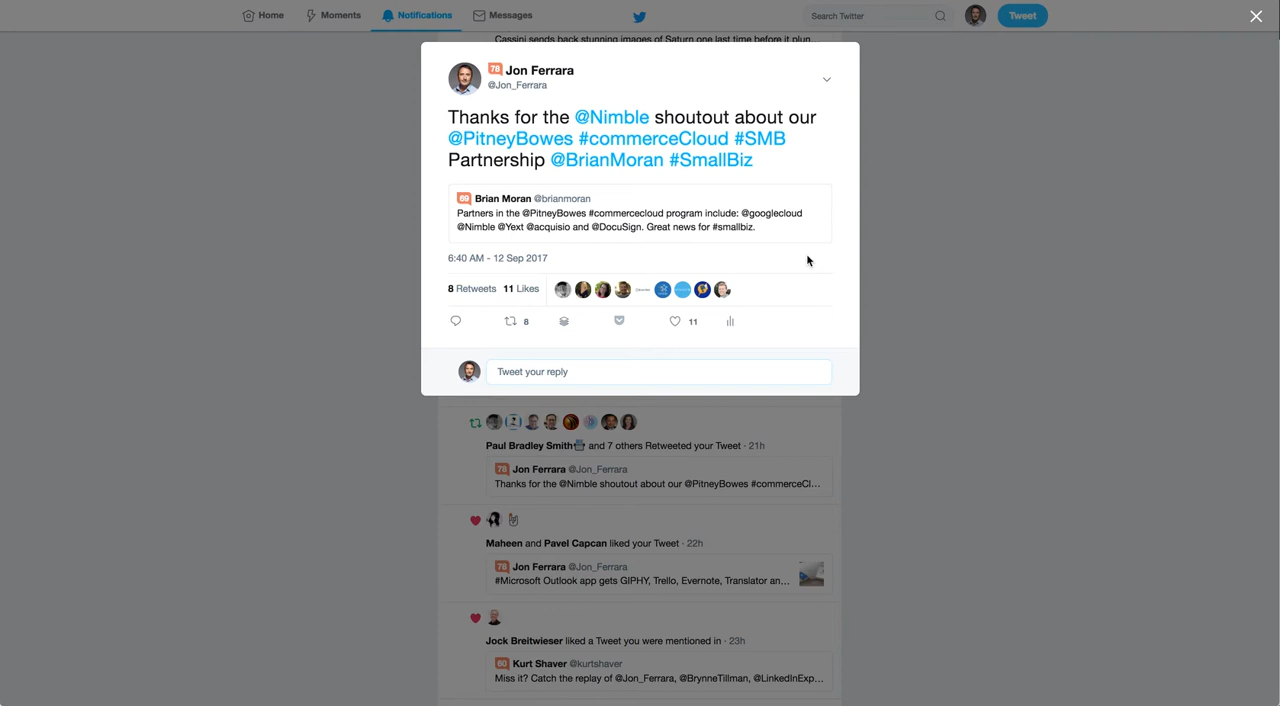 Home
Moments
Notifications
Messages
Search Twitter
Tweet
Cassini sends back stunning images of Saturn one last time before it plun...
78 Jon Ferrara
@Jon_Ferrara
Thanks for the @Nimble shoutout about our
@PitneyBowes #commerceCloud #SMB
Partnership @BrianMoran #SmallBiz
69 Brian Moran @brianmoran
Partners in the @PitneyBowes #commercecloud program include: @googlecloud
@Nimble @Yext @acquisio and @DocuSign. Great news for #smallbiz.
6:40 AM - 12 Sep 2017
8 Retweets 11 Likes
8
11
Tweet your reply
Paul Bradley Smith and 7 others Retweeted your Tweet · 21h
78 Jon Ferrara @Jon_Ferrara
Thanks for the @Nimble shoutout about our @PitneyBowes #commerceCl...
Maheen and Pavel Capcan liked your Tweet · 22h
78 Jon Ferrara @Jon_Ferrara
#Microsoft Outlook app gets GIPHY, Trello, Evernote, Translator an...
Jock Breitwieser liked a Tweet you were mentioned in · 23h
60 Kurt Shaver @kurtshaver
Miss it? Catch the replay of @Jon_Ferrara, @BrynneTillman, @LinkedInExp...